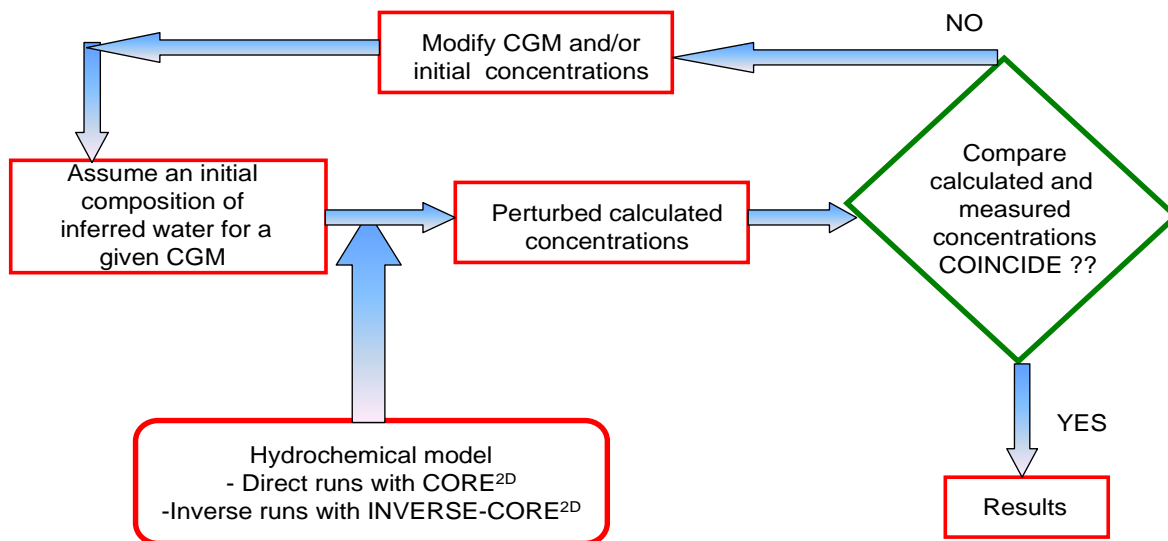 NO
Modify CGM and/or
initial concentrations
Assume an initial
composition of
inferred water for a
given CGM
Perturbed calculated
concentrations
Compare
calculated and
measured
concentrations
COINCIDE ??
Hydrochemical model
- Direct runs with CORE²ᴰ
-Inverse runs with INVERSE-CORE²ᴰ
YES
Results